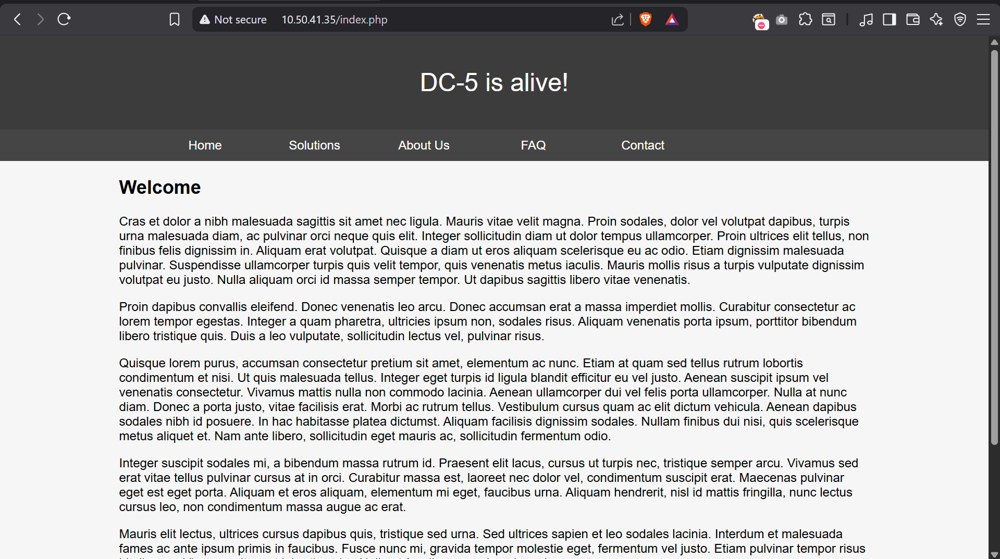 Not secure 10.50.41.35/index.php
DC-5 is alive!
Home Solutions About Us FAQ Contact
Welcome
Cras et dolor a nibh malesuada sagittis sit amet nec ligula. Mauris vitae velit magna. Proin sodales, dolor vel volutpat dapibus, turpis
urna malesuada diam, ac pulvinar orci neque quis elit. Integer sollicitudin diam ut dolor tempus ullamcorper. Proin ultrices elit tellus, non
finibus felis dignissim in. Aliquam erat volutpat. Quisque a diam ut eros aliquam scelerisque eu ac odio. Etiam dignissim malesuada
pulvinar. Suspendisse ullamcorper turpis quis velit tempor, quis venenatis metus iaculis. Mauris mollis risus a turpis vulputate dignissim
volutpat eu justo. Nulla aliquam orci id massa semper tempor. Ut dapibus sagittis libero vitae venenatis.
Proin dapibus convallis eleifend. Donec venenatis leo arcu. Donec accumsan erat a massa imperdiet mollis. Curabitur consectetur ac
lorem tempor egestas. Integer a quam pharetra, ultricies ipsum non, sodales risus. Aliquam venenatis porta ipsum, porttitor bibendum
libero tristique quis. Duis a leo vulputate, sollicitudin lectus vel, pulvinar risus.
Quisque lorem purus, accumsan consectetur pretium sit amet, elementum ac nunc. Etiam at quam sed tellus rutrum lobortis
condimentum et nisi. Ut quis malesuada tellus. Integer eget turpis id ligula blandit efficitur eu vel justo. Aenean suscipit ipsum vel
venenatis consectetur. Vivamus mattis nulla non commodo lacinia. Aenean ullamcorper dui vel felis porta ullamcorper. Nulla at nunc
diam. Donec a porta justo, vitae facilisis erat. Morbi ac rutrum tellus. Vestibulum cursus quam ac elit dictum vehicula. Aenean dapibus
sodales nibh id posuere. In hac habitasse platea dictumst. Aliquam facilisis dignissim sodales. Nullam finibus dui nisi, quis scelerisque
metus aliquet et. Nam ante libero, sollicitudin eget mauris ac, sollicitudin fermentum odio.
Integer suscipit sodales mi, a bibendum massa rutrum id. Praesent elit lacus, cursus ut turpis nec, tristique semper arcu. Vivamus sed
erat vitae tellus pulvinar cursus at in orci. Curabitur massa est, laoreet nec dolor vel, condimentum suscipit erat. Maecenas pulvinar
eget est eget porta. Aliquam et eros aliquam, elementum mi eget, faucibus urna. Aliquam hendrerit, nisl id mattis fringilla, nunc lectus
cursus leo, non condimentum massa augue ac erat.
Mauris elit lectus, ultrices cursus dapibus quis, tristique sed urna. Sed ultrices sapien et leo sodales lacinia. Interdum et malesuada
fames ac ante ipsum primis in faucibus. Fusce nunc mi, gravida tempor molestie eget, fermentum vel justo. Etiam pulvinar tempor risus